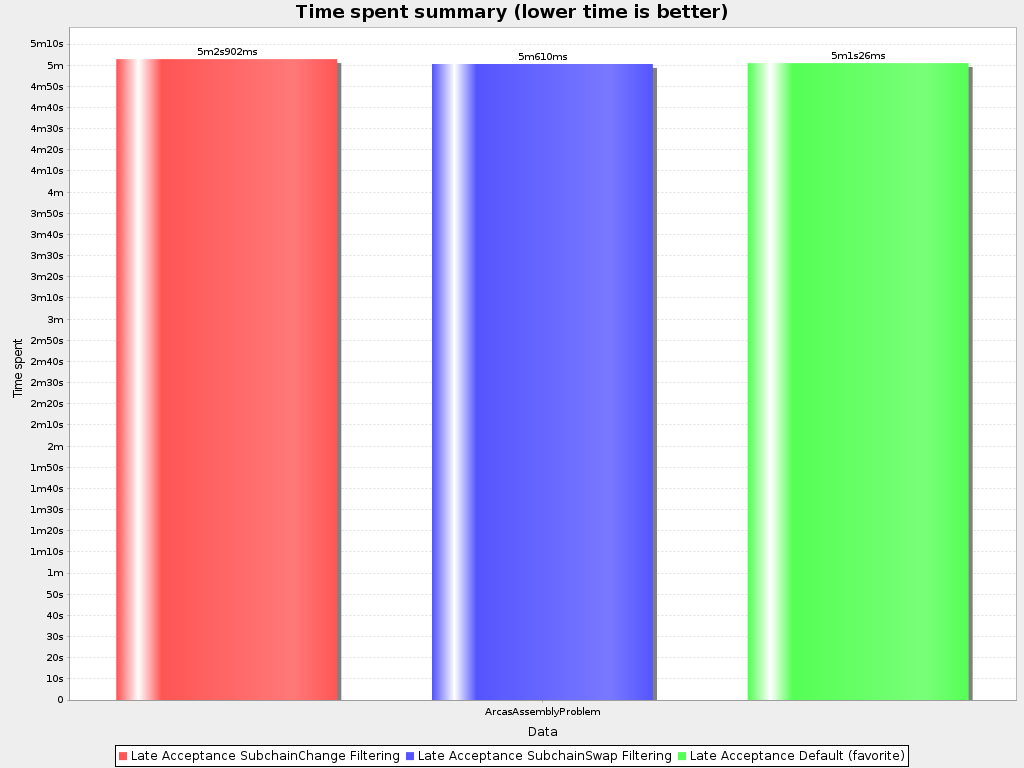 Time spent summary (lower time is better)
5m2s902ms
5m610ms
5m1s26ms
5m10s
5m
4m50s
4m40s
4m30s
4m20s
4m10s
4m
3m50s
3m40s
3m30s
3m20s
3m10s
3m
2m50s
2m40s
2m30s
2m20s
2m10s
2m
1m50s
1m40s
1m30s
1m20s
1m10s
1m
50s
40s
30s
20s
10s
0
Time spent
ArcasAssemblyProblem
Data
Late Acceptance SubchainChange Filtering Late Acceptance SubchainSwap Filtering Late Acceptance Default (favorite)